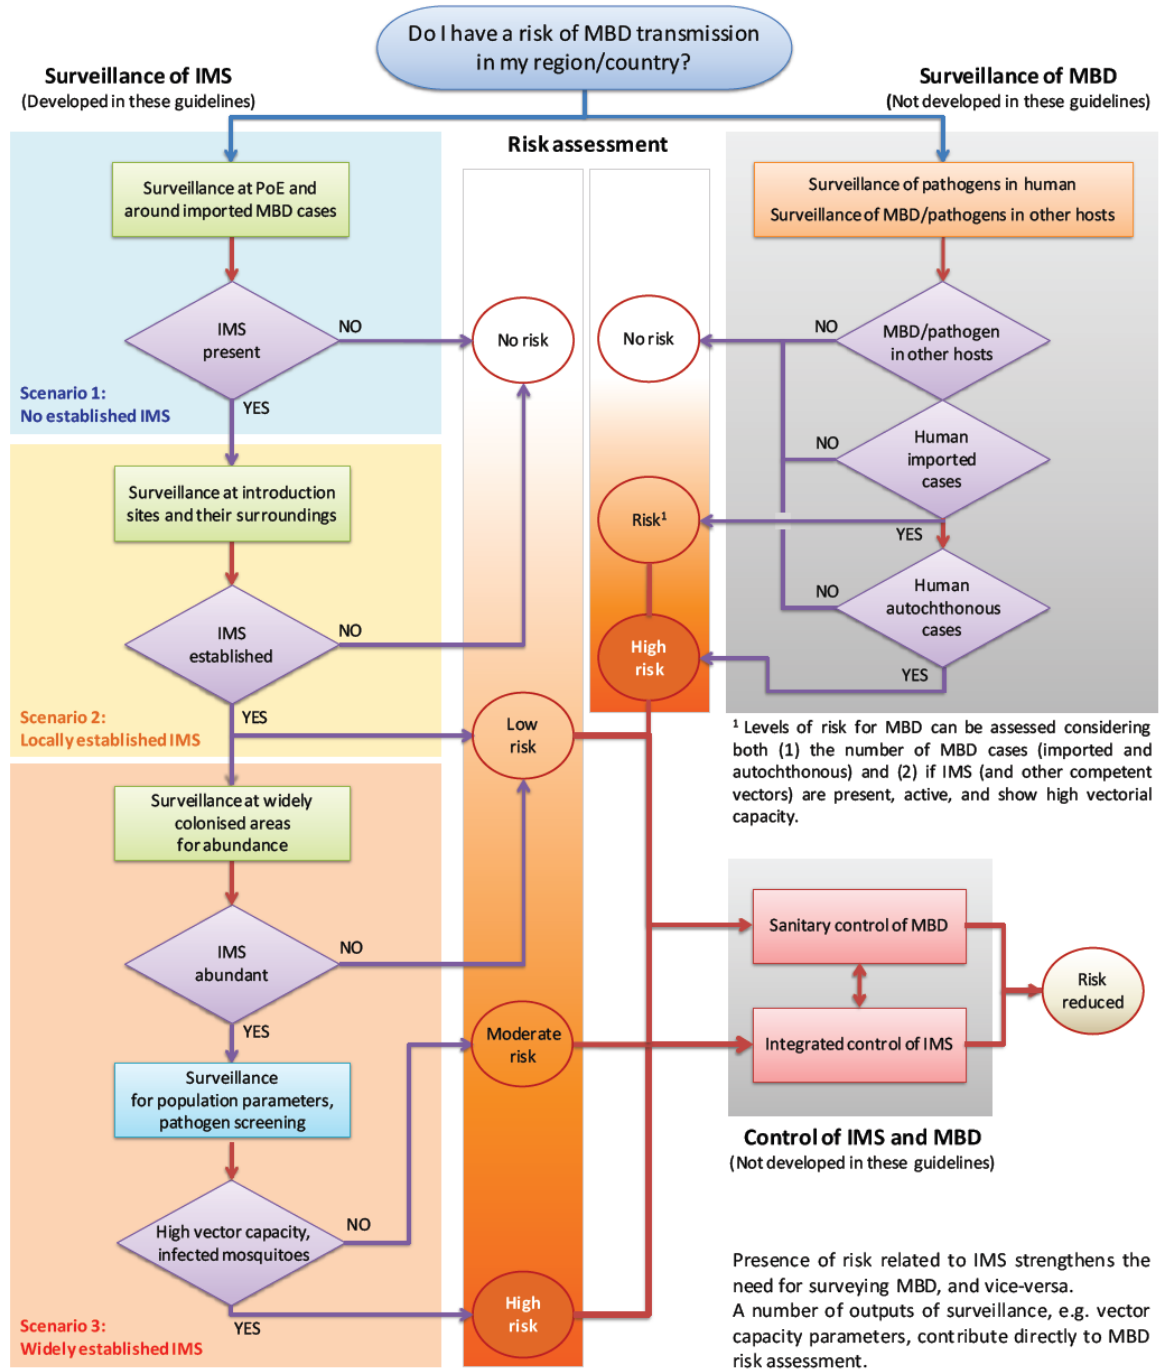 Do I have a risk of MBD transmission
in my region/country?
Surveillance of IMS
(Developed in these guidelines)
Surveillance of MBD
(Not developed in these guidelines)
Risk assessment
Surveillance at PoE and
around imported MBD cases
IMS
present
NO
YES
Scenario 1:
No established IMS
Surveillance at introduction
sites and their surroundings
IMS
established
NO
YES
Scenario 2:
Locally established IMS
Surveillance at widely
colonised areas
for abundance
IMS
abundant
NO
YES
Surveillance
for population parameters,
pathogen screening
High vector capacity,
infected mosquitoes
NO
YES
Scenario 3:
Widely established IMS
No risk
Low
risk
Moderate
risk
High
risk
No risk
Risk¹
High
risk
Surveillance of pathogens in human
Surveillance of MBD/pathogens in other hosts
MBD/pathogen
in other hosts
NO
Human
imported
cases
NO
YES
Human
autochthonous
cases
NO
YES
¹ Levels of risk for MBD can be assessed considering
both (1) the number of MBD cases (imported and
autochthonous) and (2) if IMS (and other competent
vectors) are present, active, and show high vectorial
capacity.
Sanitary control of MBD
Integrated control of IMS
Risk
reduced
Control of IMS and MBD
(Not developed in these guidelines)
Presence of risk related to IMS strengthens the
need for surveying MBD, and vice-versa.
A number of outputs of surveillance, e.g. vector
capacity parameters, contribute directly to MBD
risk assessment.